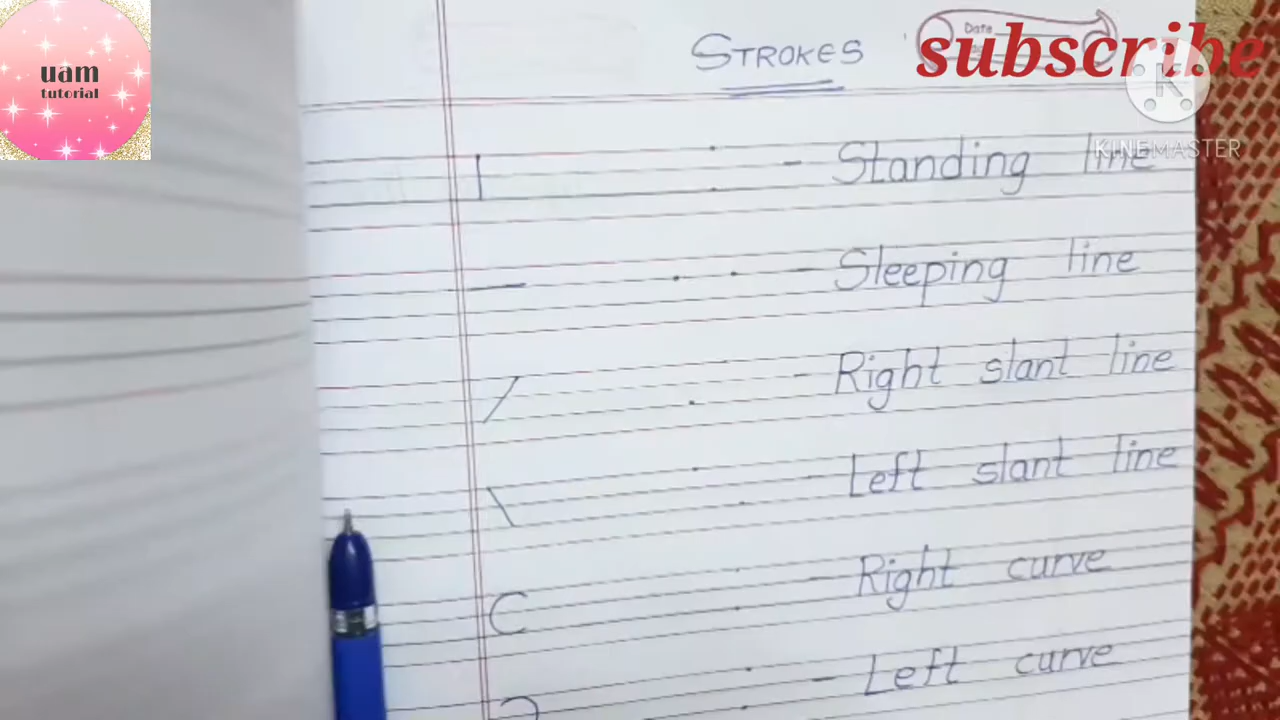 uam
tutorial
STROKES
Date
subscribe
K
KINEMASTER
- Standing line
- Sleeping line
- Right slant line
- Left slant line
- Right curve
- Left curve